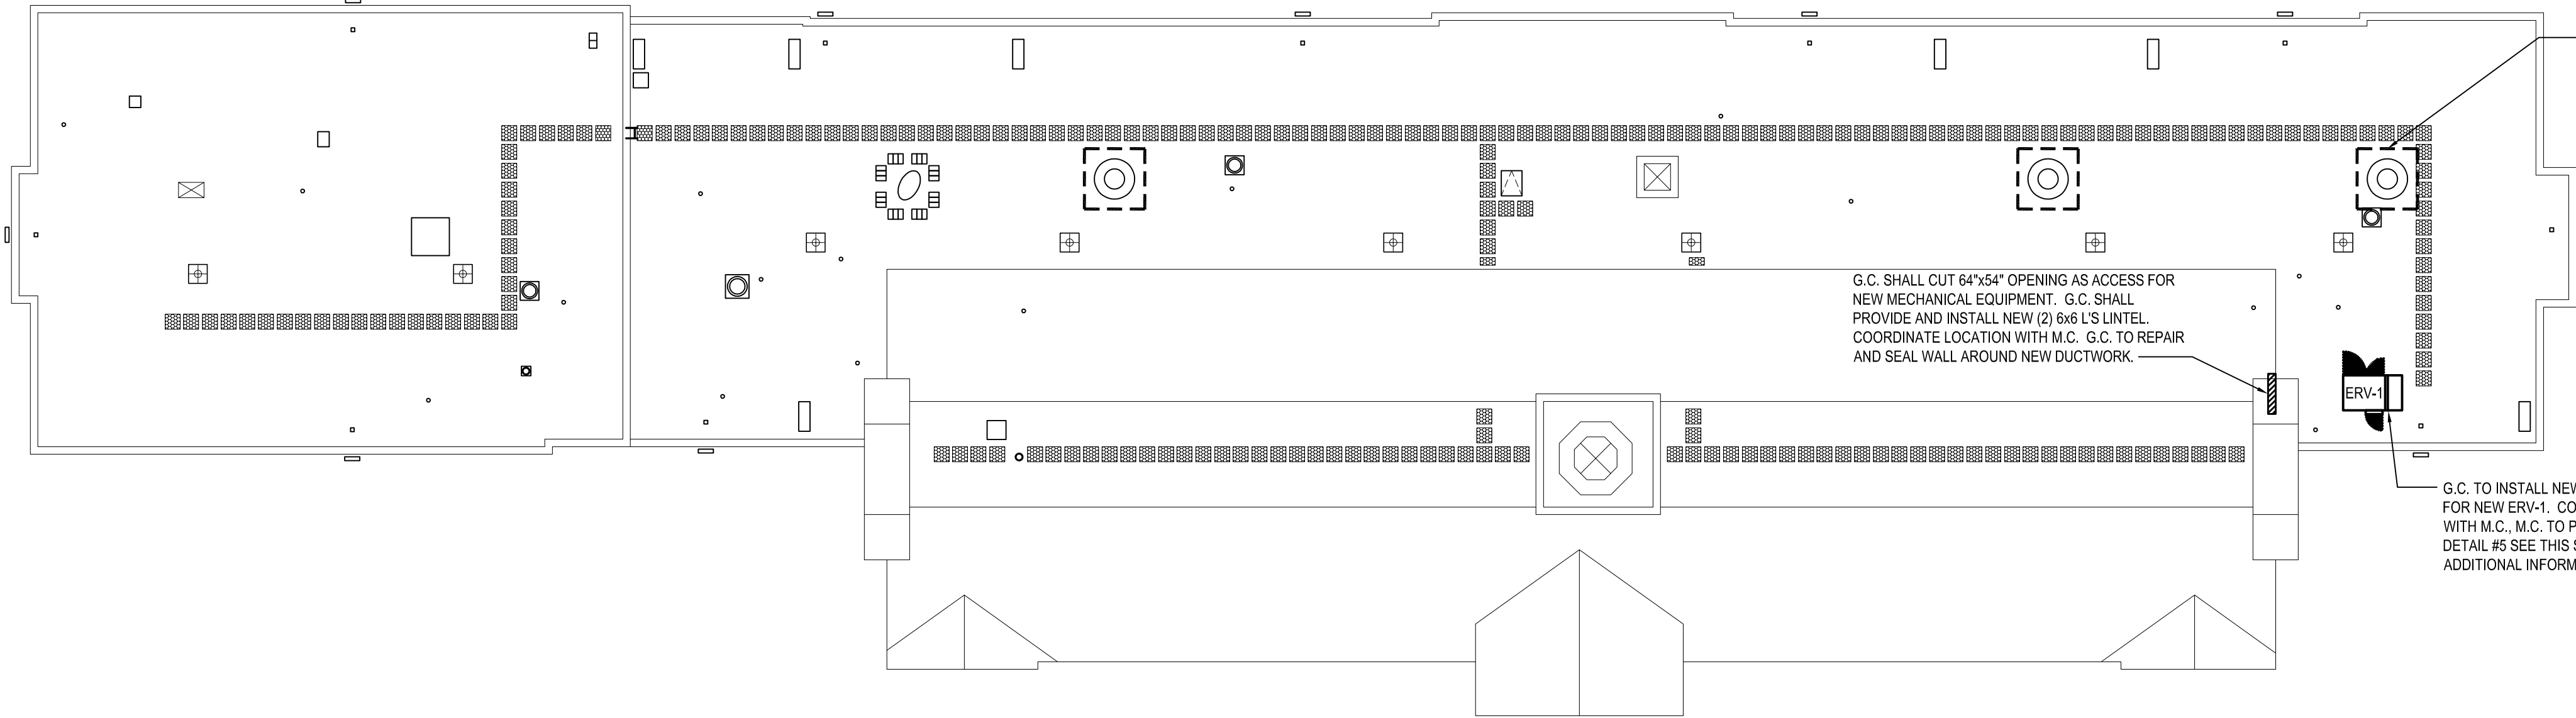 G.C. SHALL CUT 64"x54" OPENING AS ACCESS FOR
NEW MECHANICAL EQUIPMENT. G.C. SHALL
PROVIDE AND INSTALL NEW (2) 6x6 L'S LINTEL.
COORDINATE LOCATION WITH M.C. G.C. TO REPAIR
AND SEAL WALL AROUND NEW DUCTWORK.
ERV-1
G.C. TO INSTALL NEW
FOR NEW ERV-1. CO
WITH M.C., M.C. TO P
DETAIL #5 SEE THIS S
ADDITIONAL INFORM